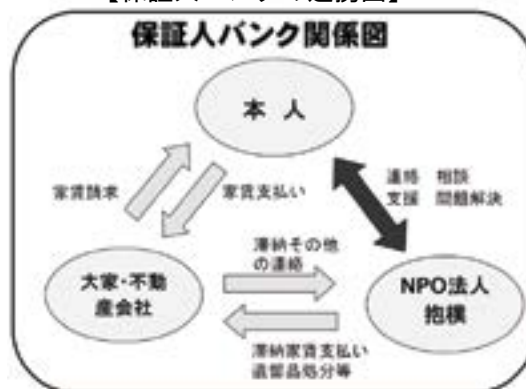 保証人バンク関係図
本人
家賃請求
家賃支払い
連絡 相談
支援 問題解決
大家・不動
産会社
滞納その他
の連絡
NPO法人
抱樸
滞納家賃支払い
遺留品処分等